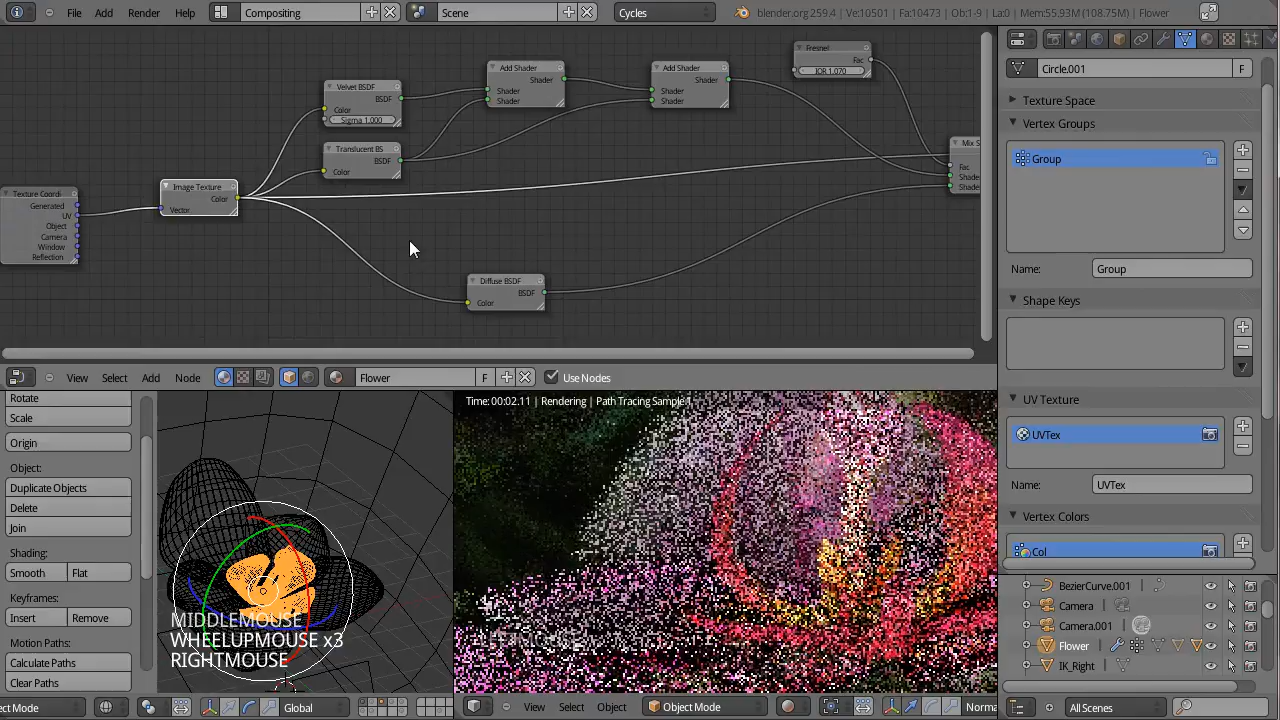 File Add Render Help Compositing Scene Cycles blender.org 259.4 | Ve:10501 | Fa:10473 | Ob:1-9 | La:0 | Mem:55.93M (108.75M) | Flower
Fresnel
Fac
IOR 1.070
Add Shader
Shader
Shader
Shader
Add Shader
Shader
Shader
Shader
Velvet BSDF
BSDF
Color
Sigma 1.000
Translucent BS
BSDF
Color
Mix S
Fac
Shade
Shade
Texture Coordi
Generated
UV
Object
Camera
Window
Reflection
Image Texture
Color
Vector
Diffuse BSDF
BSDF
Color
View Select Add Node Flower F Use Nodes
Circle.001 F
Texture Space
Vertex Groups
Group
Name: Group
Shape Keys
UV Texture
UVTex
Name: UVTex
Vertex Colors
Col
Rotate
Scale
Origin
Object:
Duplicate Objects
Delete
Join
Shading:
Smooth Flat
Keyframes:
Insert Remove
Motion Paths:
Calculate Paths
Clear Paths
MIDDLEMOUSE
WHEELUPMOUSE x3
RIGHTMOUSE
Time: 00:02.11 | Rendering | Path Tracing Sample 1
BezierCurve.001
Camera
Camera.001
Flower
IK_Right
ect Mode Global
View Select Object Object Mode Norma
All Scenes